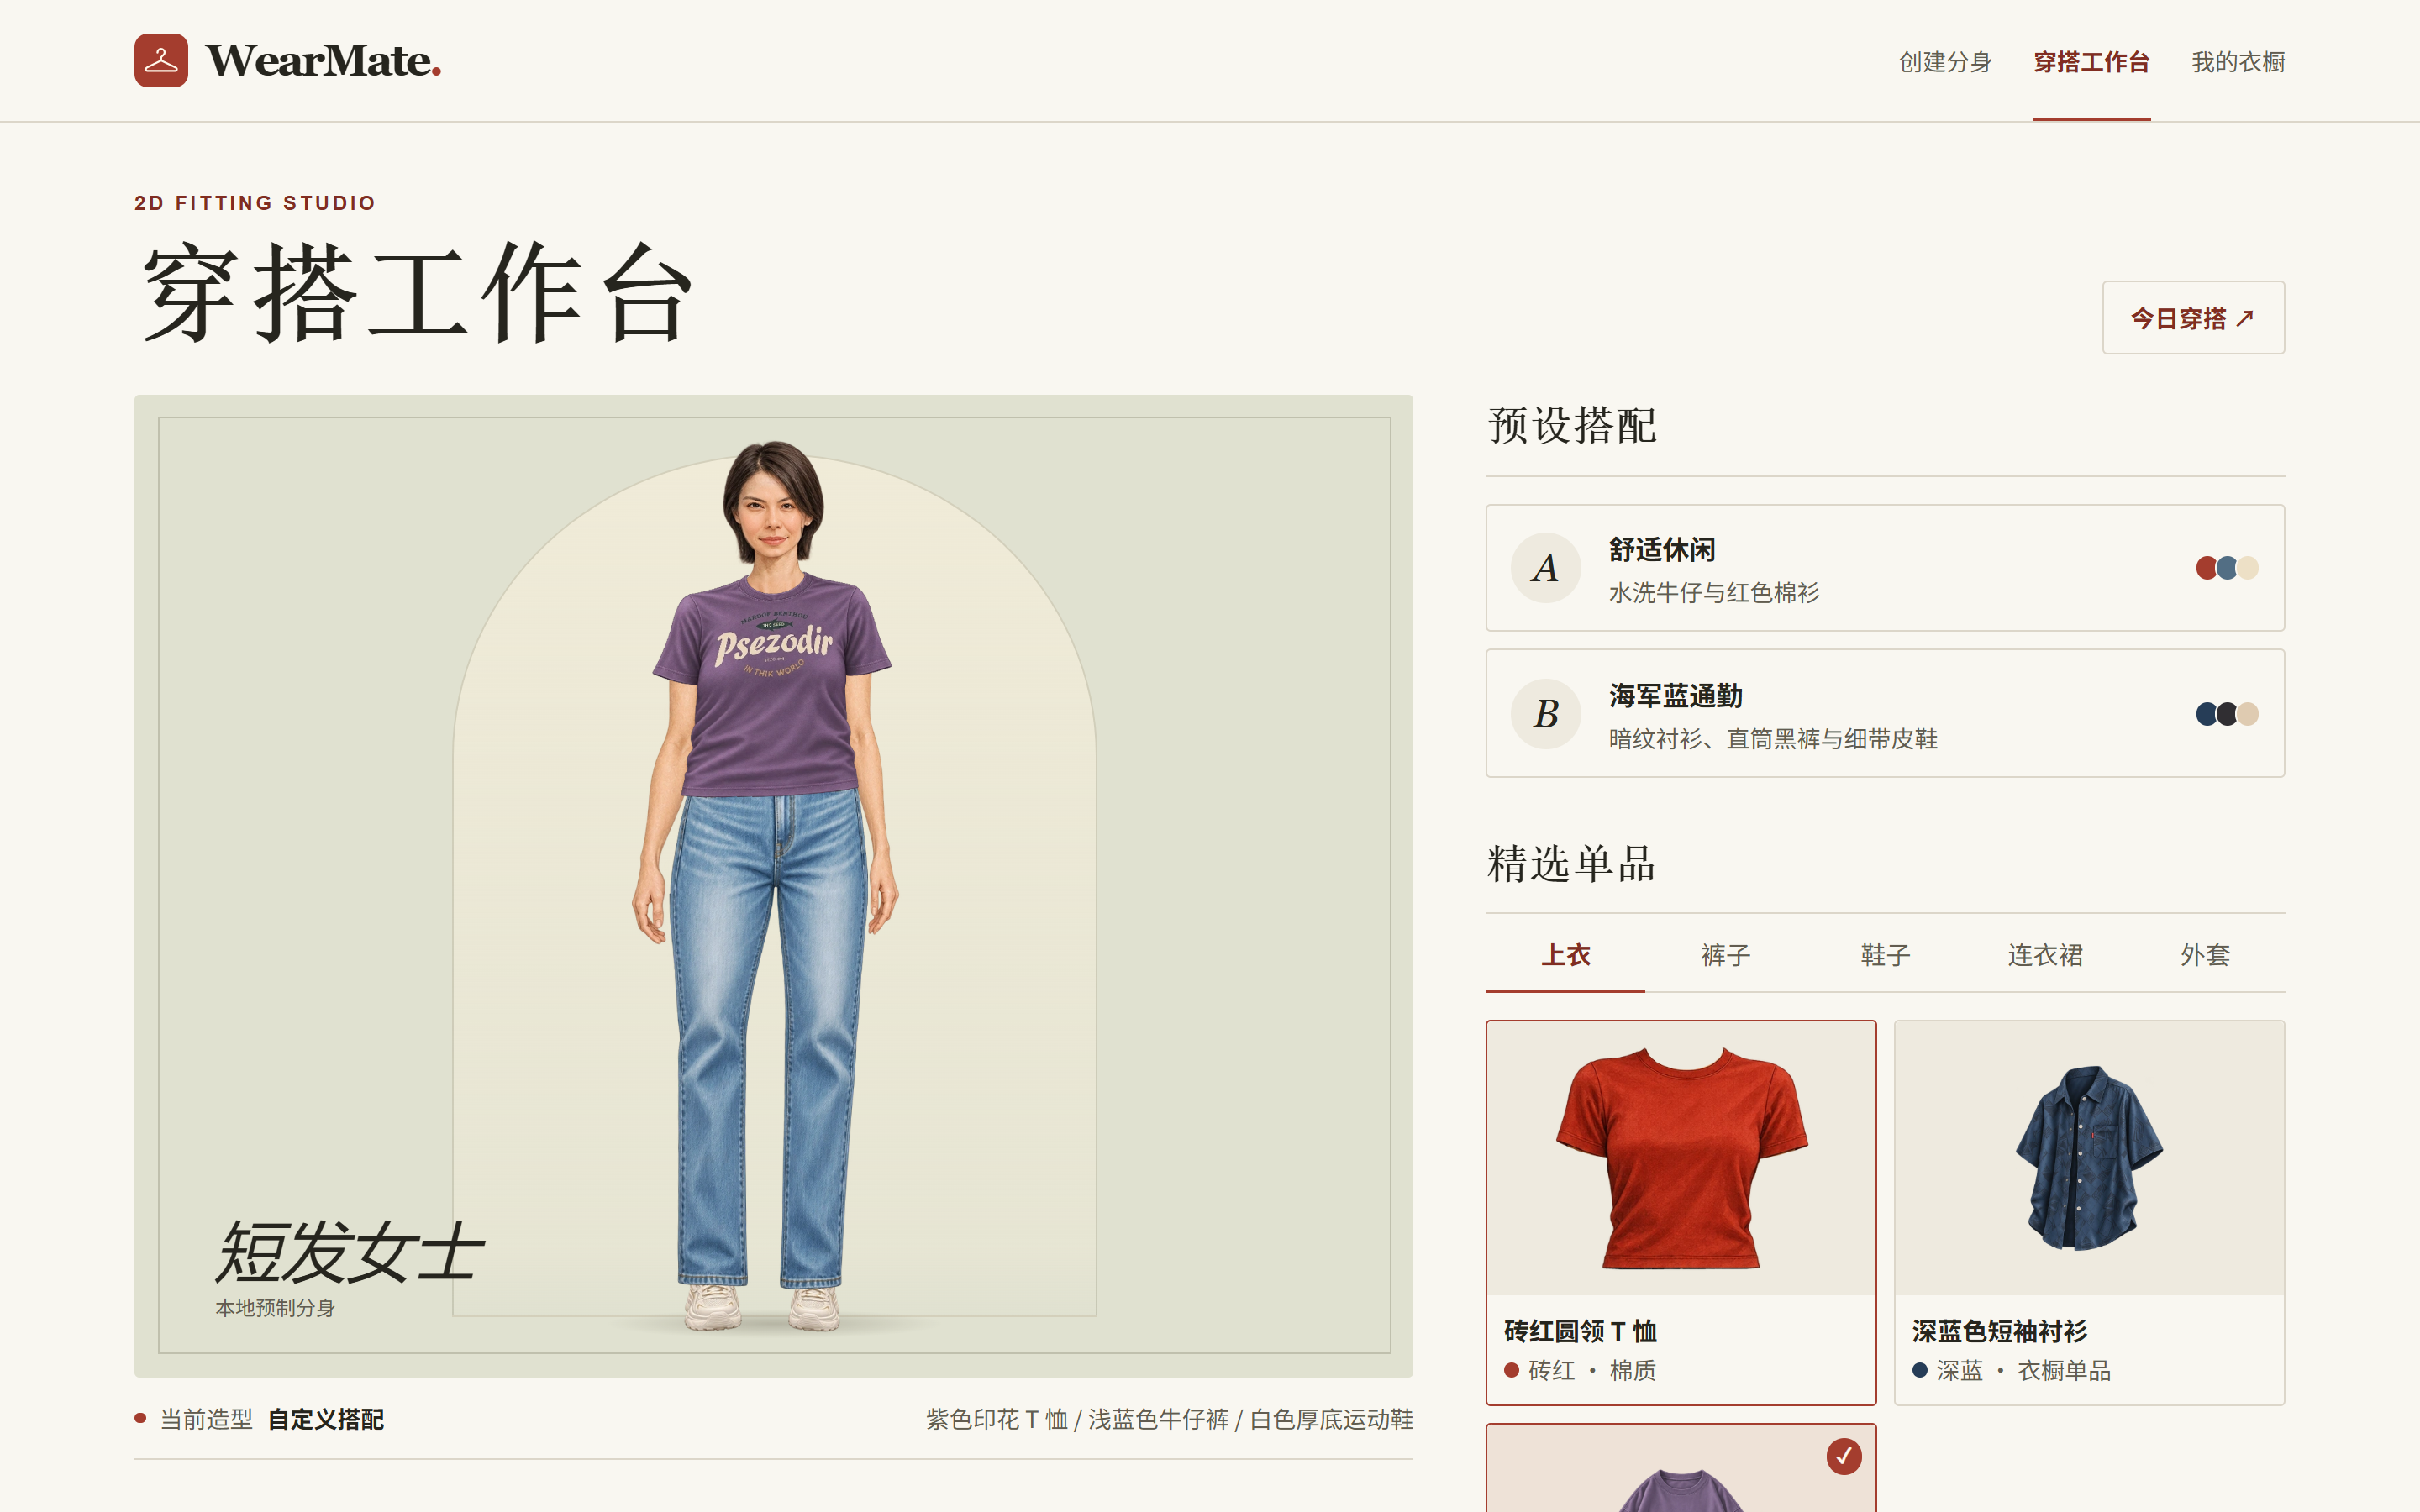 WearMate.
创建分身
穿搭工作台
我的衣橱
2D FITTING STUDIO
穿搭工作台
今日穿搭 ↗
Psezodir
IN THIK WORLD
短发女士
本地预制分身
当前造型 自定义搭配
紫色印花 T 恤 / 浅蓝色牛仔裤 / 白色厚底运动鞋
预设搭配
A
舒适休闲
水洗牛仔与红色棉衫
B
海军蓝通勤
暗纹衬衫、直筒黑裤与细带皮鞋
精选单品
上衣
裤子
鞋子
连衣裙
外套
砖红圆领 T 恤
砖红 · 棉质
深蓝色短袖衬衫
深蓝 · 衣橱单品